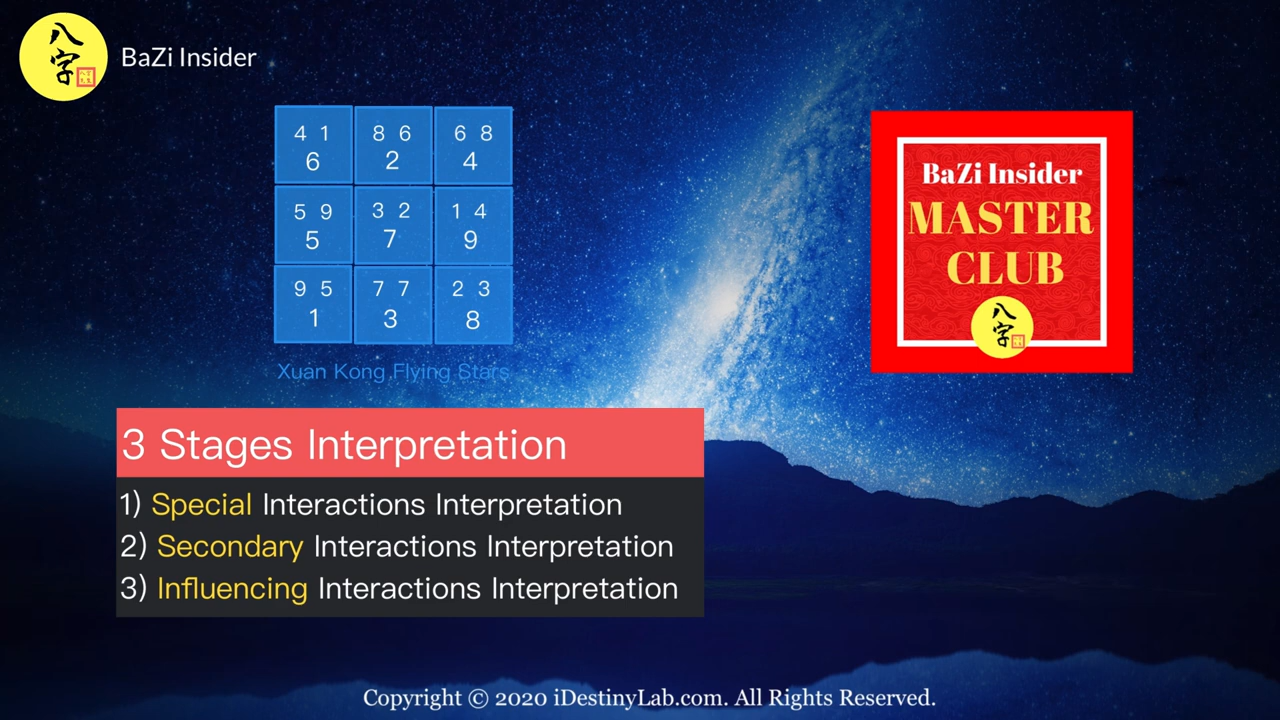 八字
BaZi Insider
4 1 8 6 6 8
6 2 4
5 9 3 2 1 4
5 7 9
9 5 7 7 2 3
1 3 8
Xuan Kong Flying Stars
BaZi Insider
MASTER
CLUB
八字
3 Stages Interpretation
1) Special Interactions Interpretation
2) Secondary Interactions Interpretation
3) Influencing Interactions Interpretation
Copyright © 2020 iDestinyLab.com. All Rights Reserved.